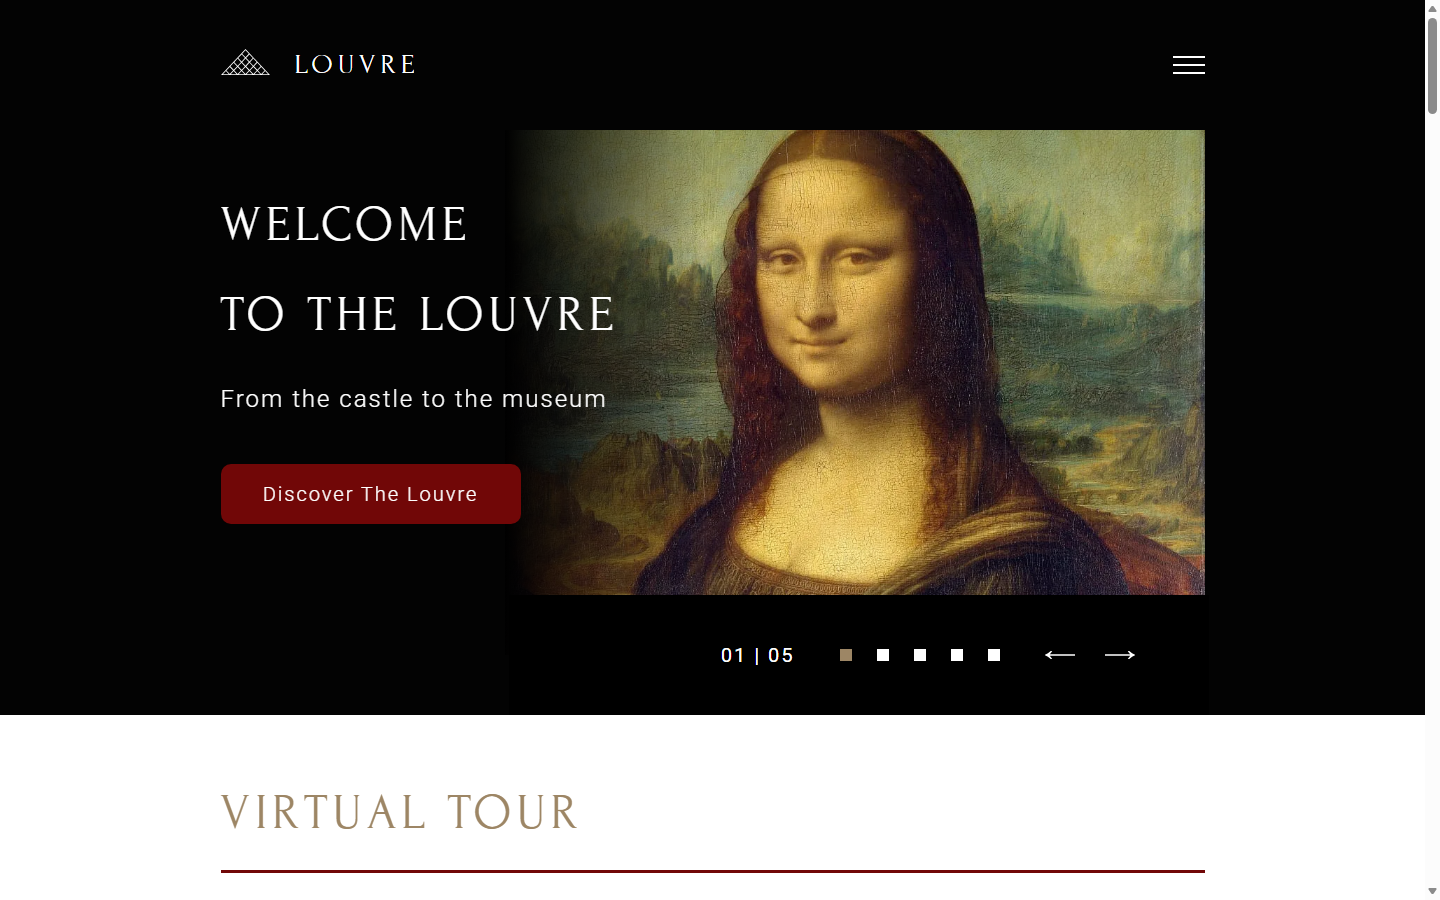 LOUVRE
WELCOME
TO THE LOUVRE
From the castle to the museum
Discover The Louvre
01 | 05
VIRTUAL TOUR